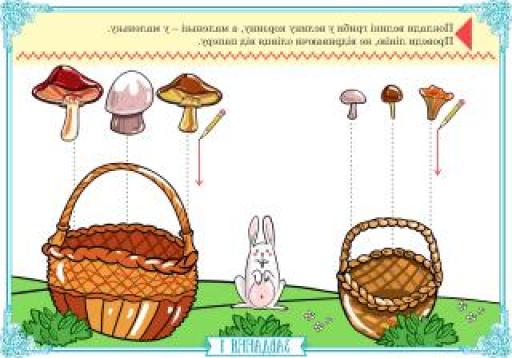 Поклади великі гриби у велику корзину, а маленькі – у маленьку.
Проведи лінію, не відриваючи олівця від паперу.
ЗАВДАННЯ 1